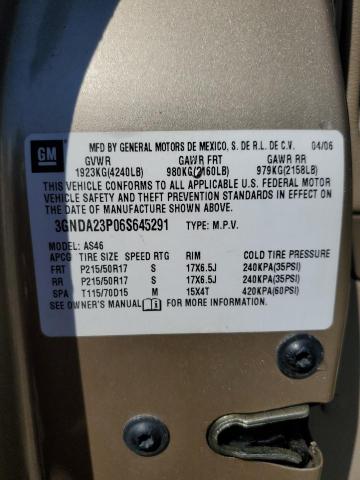 GM
MFD BY GENERAL MOTORS DE MEXICO, S. DE R.L. DE C.V. 04/06
GVWR GAWR FRT GAWR RR
1923KG(4240LB) 980KG(2160LB) 979KG(2158LB)
THIS VEHICLE CONFORMS TO ALL APPLICABLE U.S. FEDERAL MOTOR
VEHICLE SAFETY AND THEFT PREVENTION STANDARDS IN EFFECT ON THE
DATE OF MANUFACTURE SHOWN ABOVE.
3GNDA23P06S645291 TYPE: M.P.V.
MODEL: AS46
APCG TIRE SIZE SPEED RTG RIM COLD TIRE PRESSURE
FRT P215/50R17 S 17X6.5J 240KPA(35PSI)
RR P215/50R17 S 17X6.5J 240KPA(35PSI)
SPA T115/70D15 M 15X4T 420KPA(60PSI)
SEE OWNER'S MANUAL FOR MORE INFORMATION.